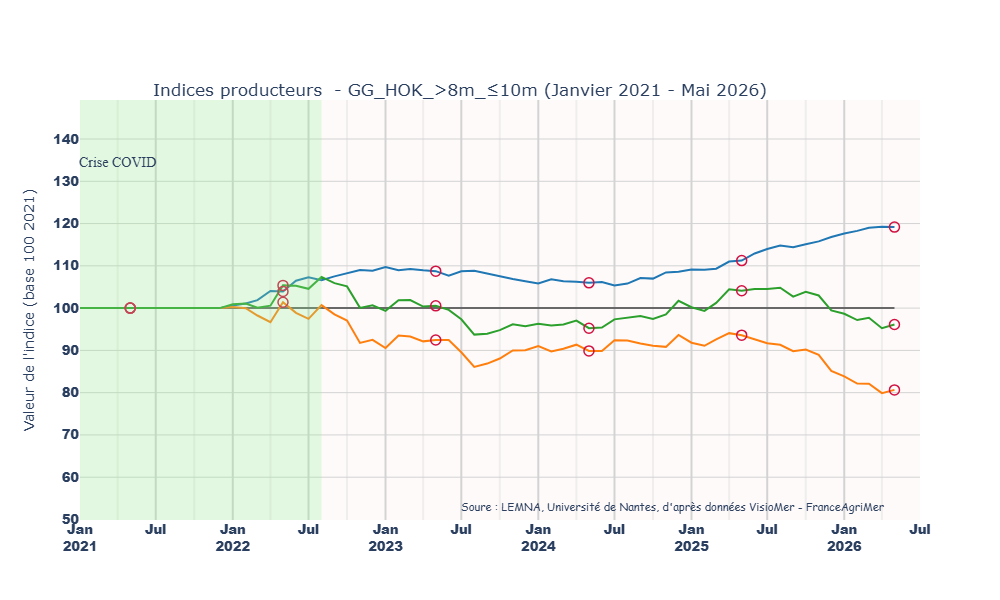 Indices producteurs - GG_HOK_>8m_≤10m (Janvier 2021 - Mai 2026)
140
Crise COVID
130
120
110
100
90
80
70
60
50
Valeur de l'indice (base 100 2021)
Soure : LEMNA, Université de Nantes, d'après données VisioMer - FranceAgriMer
Jan Jul Jan Jul Jan Jul Jan Jul Jan Jul Jan Jul
2021 2022 2023 2024 2025 2026